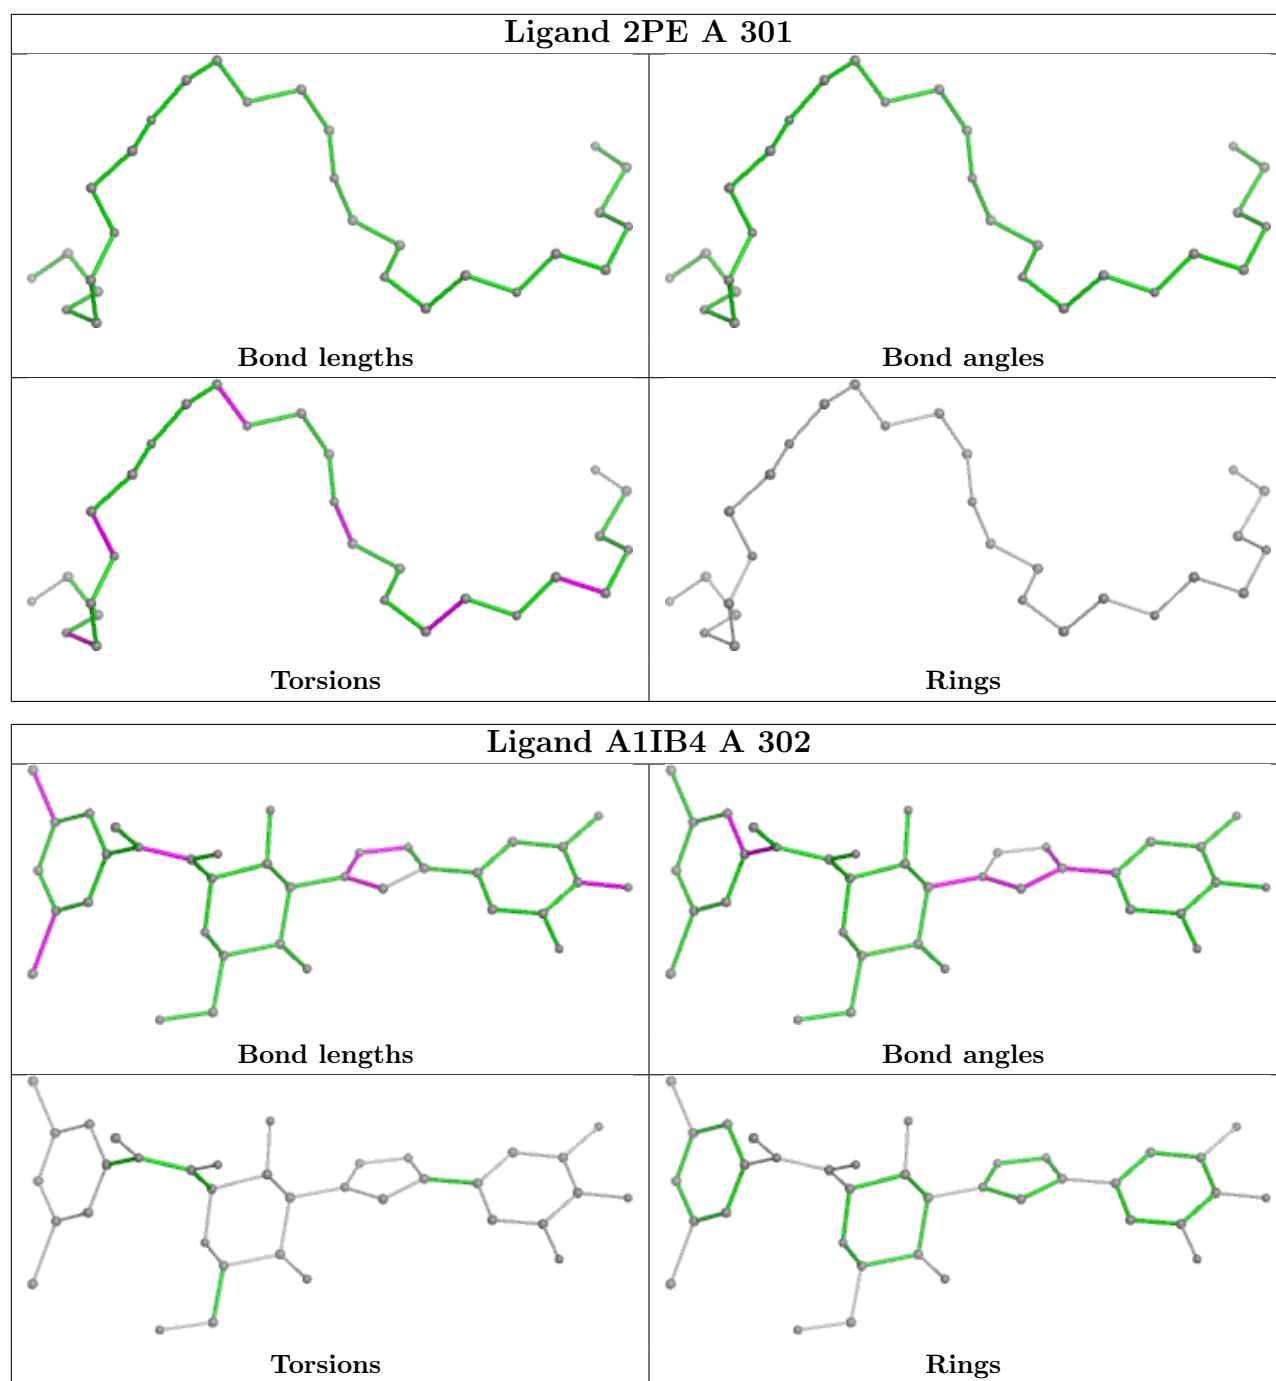 Ligand 2PE A 301
Bond lengths
Bond angles
Torsions
Rings
Ligand A1IB4 A 302
Bond lengths
Bond angles
Torsions
Rings